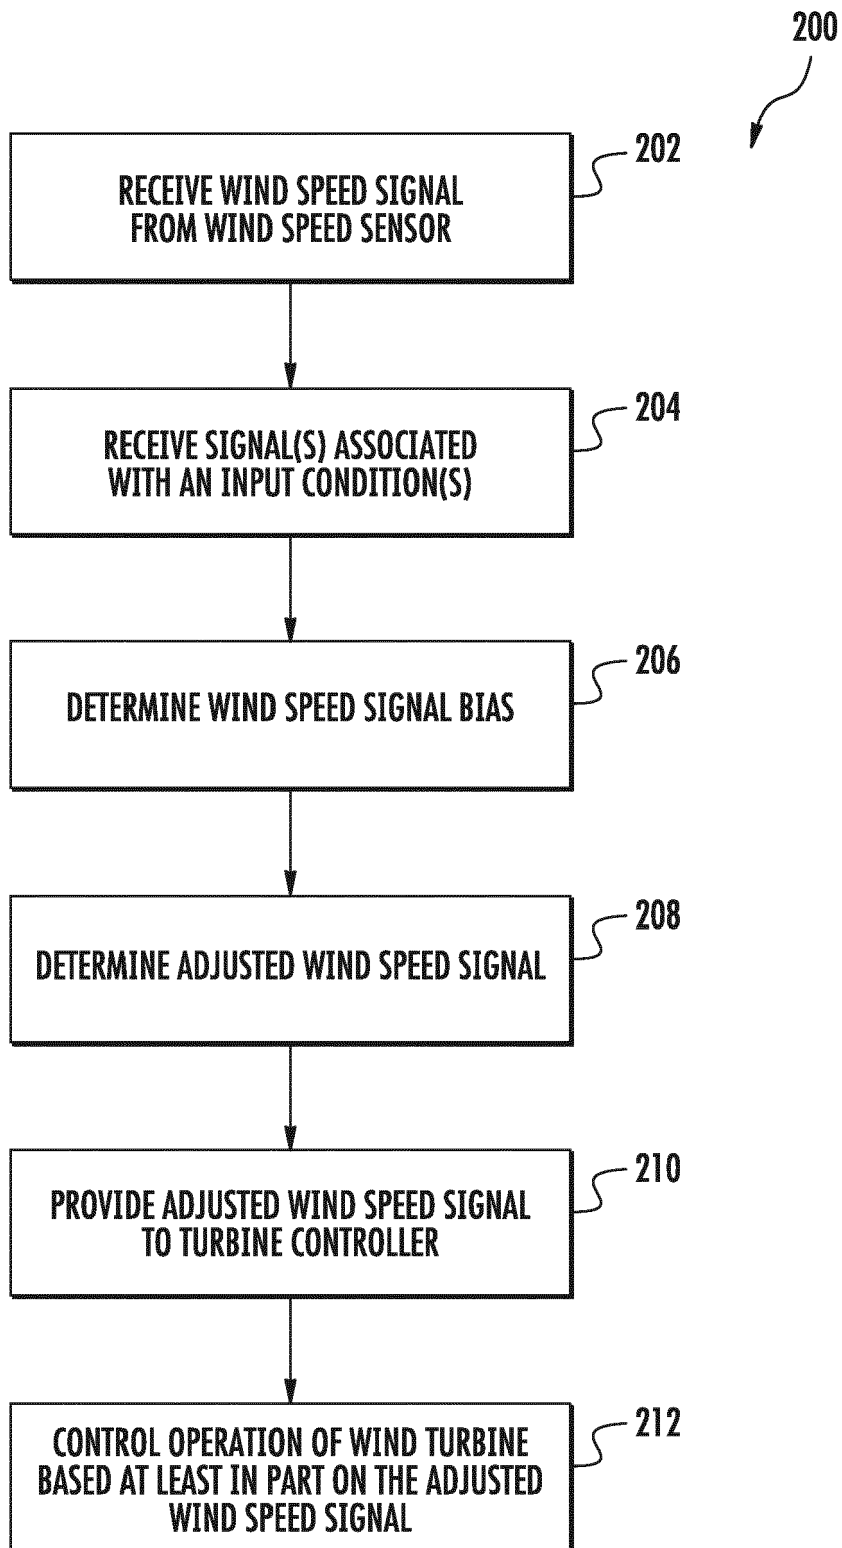 200
202
RECEIVE WIND SPEED SIGNAL
FROM WIND SPEED SENSOR
204
RECEIVE SIGNAL(S) ASSOCIATED
WITH AN INPUT CONDITION(S)
206
DETERMINE WIND SPEED SIGNAL BIAS
208
DETERMINE ADJUSTED WIND SPEED SIGNAL
210
PROVIDE ADJUSTED WIND SPEED SIGNAL
TO TURBINE CONTROLLER
212
CONTROL OPERATION OF WIND TURBINE
BASED AT LEAST IN PART ON THE ADJUSTED
WIND SPEED SIGNAL